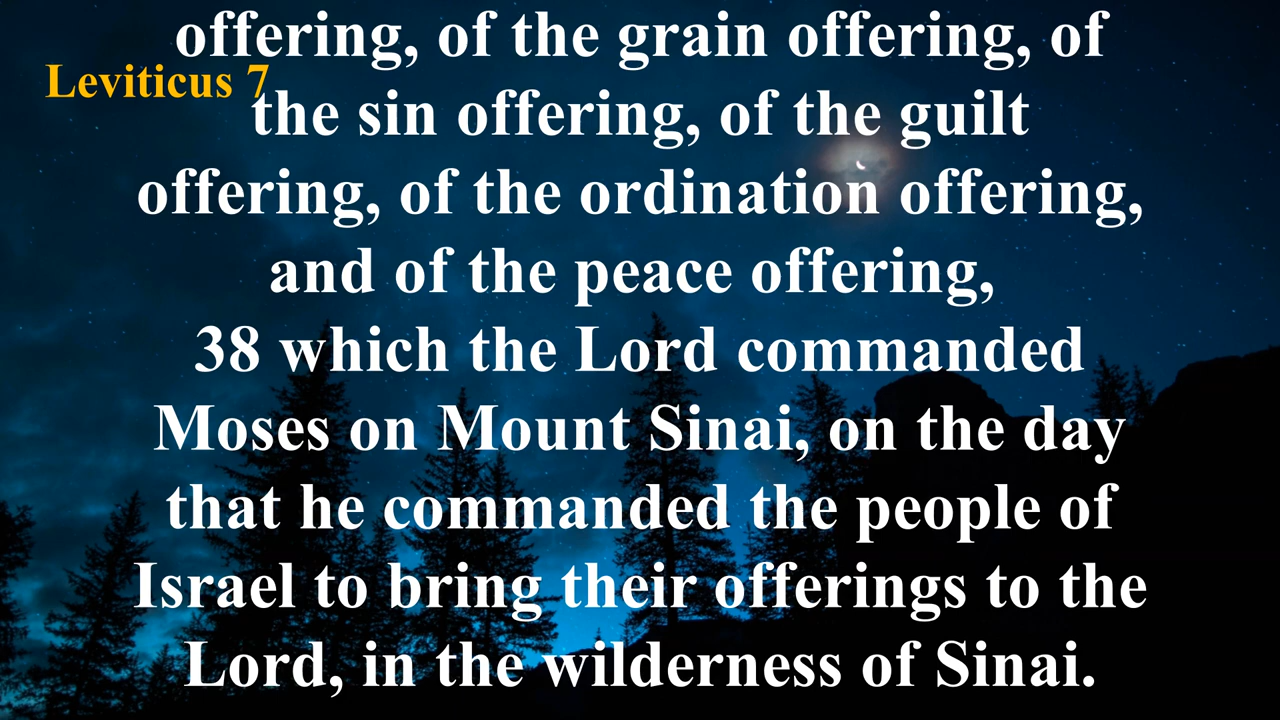 offering, of the grain offering, of
Leviticus 7
the sin offering, of the guilt
offering, of the ordination offering,
and of the peace offering,
38 which the Lord commanded
Moses on Mount Sinai, on the day
that he commanded the people of
Israel to bring their offerings to the
Lord, in the wilderness of Sinai.